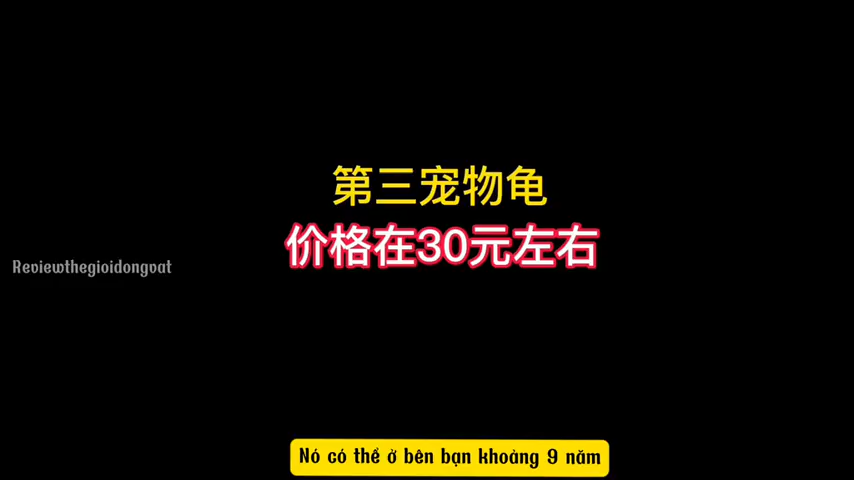 第三宠物龟
价格在30元左右
Reviewthegioidongvat
Nó có thể ở bên bạn khoảng 9 năm